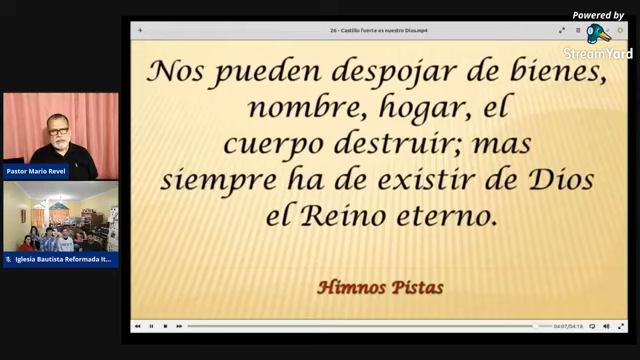 Powered by
StreamYard
26 - Castillo fuerte es nuestro Dios.mp4
Nos pueden despojar de bienes,
nombre, hogar, el
cuerpo destruir; mas
siempre ha de existir de Dios
el Reino eterno.
Himnos Pistas
Pastor Mario Revel
Iglesia Bautista Reformada It...
04:07/04:18